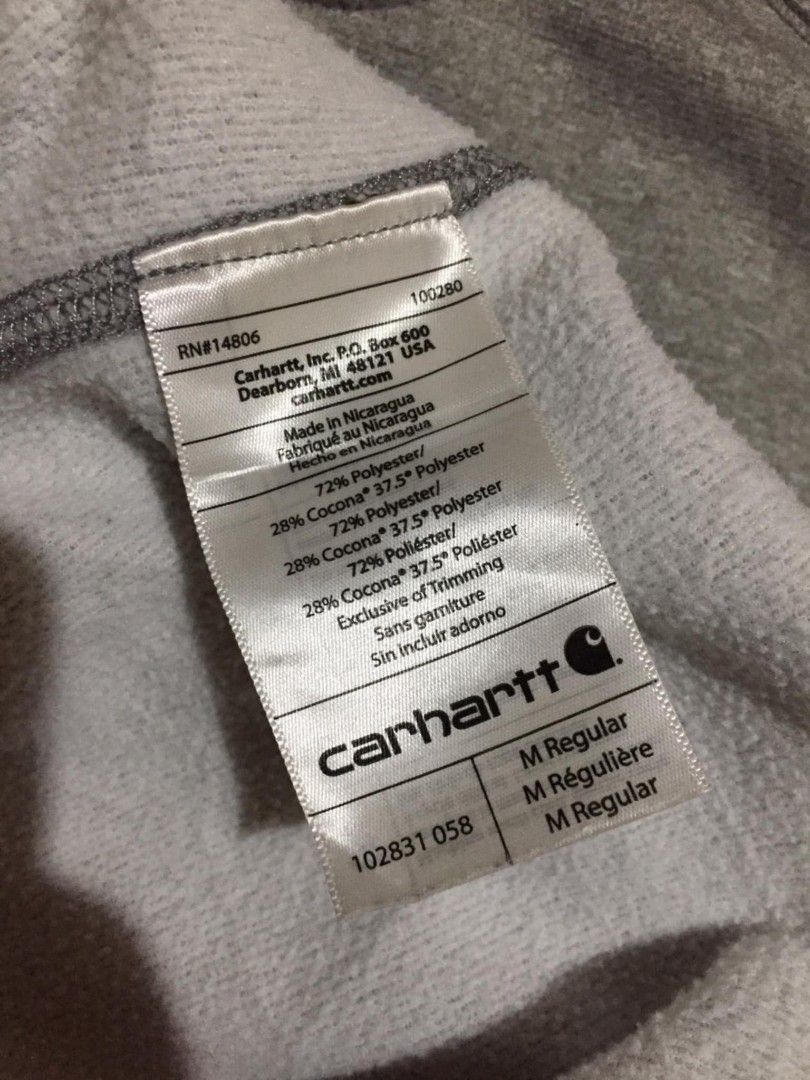 RN#14806 100280
Carhartt, Inc. P.O. Box 600
Dearborn, MI 48121 USA
carhartt.com
Made in Nicaragua
Fabriqué au Nicaragua
Hecho en Nicaragua
72% Polyester/
28% Cocona® 37.5® Polyester
72% Polyester/
28% Cocona® 37.5® Polyester
72% Poliéster/
28% Cocona® 37.5® Poliéster
Exclusive of Trimming
Sans garniture
Sin incluir adorno
carhartt
102831 058
M Regular
M Régulière
M Regular